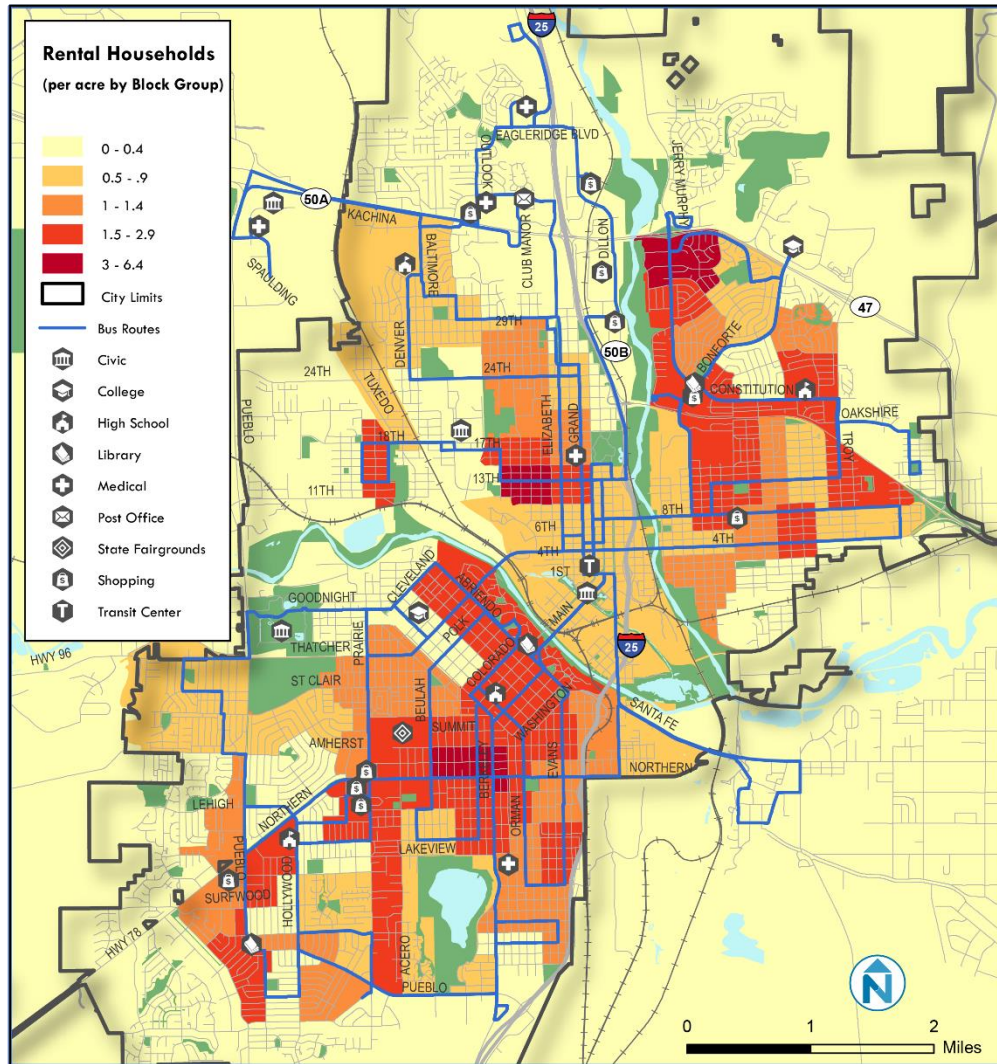 Rental Households
(per acre by Block Group)
0 - 0.4
0.5 - .9
1 - 1.4
1.5 - 2.9
3 - 6.4
City Limits
Bus Routes
Civic
College
High School
Library
Medical
Post Office
State Fairgrounds
Shopping
T Transit Center
25
EAGLERIDGE BLVD
OUTLOOK
JERRY MURPHY
50A
KACHINA
BALTIMORE
CLUB MANOR
DILLON
SPAULDING
47
29TH
DENVER
50B
BONFORTE
24TH
24TH
TUXEDO
CONSTITUTION
OAKSHIRE
PUEBLO
ELIZABETH
GRAND
TROY
18TH
17TH
13TH
11TH
8TH
6TH
4TH
4TH
1ST
T
CLEVELAND
ABRIENDO
MAIN
GOODNIGHT
POLK
25
THATCHER
PRAIRIE
COLORADO
HWY 96
ST CLAIR
BEULAH
WASHINGTON
SANTA FE
SUMMIT
AMHERST
BERKELEY
EVANS
NORTHERN
NORTHERN
LEHIGH
ORMAN
LAKEVIEW
PUEBLO
HOLLYWOOD
SURFWOOD
HWY 78
ACERO
PUEBLO
N
0 1 2
Miles